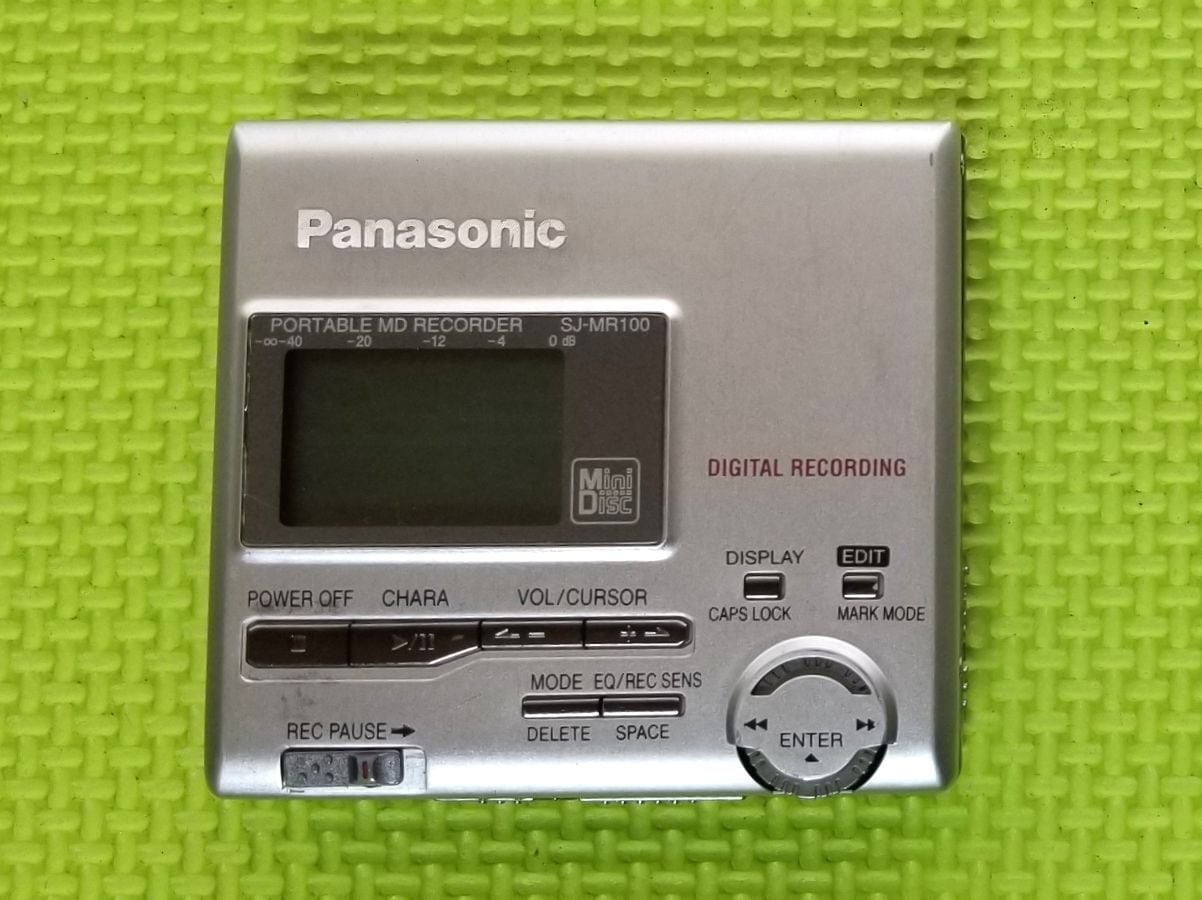 Panasonic
PORTABLE MD RECORDER SJ-MR100
-∞-40 -20 -12 -4 0 dB
Mini
Disc
DIGITAL RECORDING
DISPLAY EDIT
CAPS LOCK MARK MODE
POWER OFF CHARA VOL/CURSOR
MODE EQ/REC SENS
DELETE SPACE
REC PAUSE →
ENTER